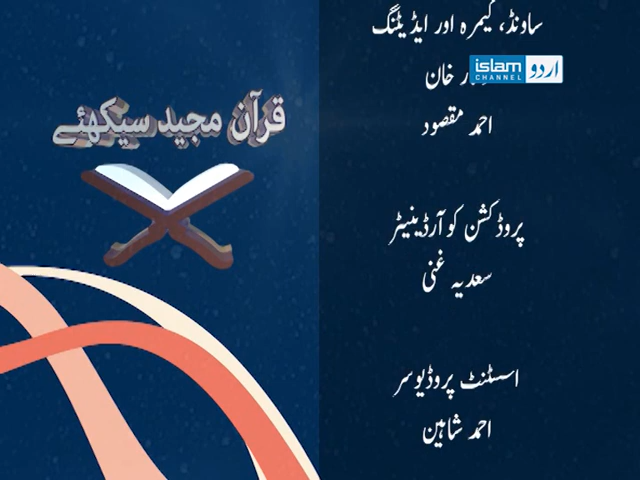 قرآن مجید سیکھئے
ساونڈ، کیمرہ اور ایڈیٹنگ
islam CHANNEL اردو
خان
احمد مقصود
پروڈکشن کوآرڈینیٹر
سعدیہ غنی
اسسٹنٹ پروڈیوسر
احمد شاہین